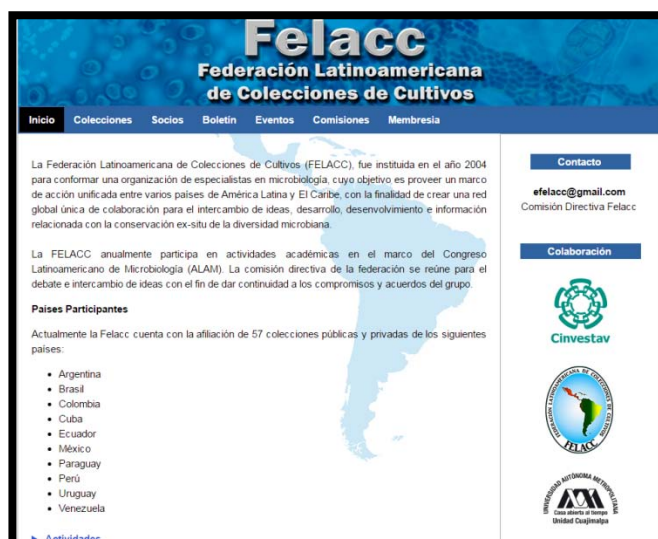 Felacc
Federación Latinoamericana
de Colecciones de Cultivos
Inicio Colecciones Socios Boletín Eventos Comisiones Membresia
La Federación Latinoamericana de Colecciones de Cultivos (FELACC), fue instituida en el año 2004
para conformar una organización de especialistas en microbiología, cuyo objetivo es proveer un marco
de acción unificada entre varios países de América Latina y El Caribe, con la finalidad de crear una red
global única de colaboración para el intercambio de ideas, desarrollo, desenvolvimiento e información
relacionada con la conservación ex-situ de la diversidad microbiana.
La FELACC anualmente participa en actividades académicas en el marco del Congreso
Latinoamericano de Microbiología (ALAM). La comisión directiva de la federación se reúne para el
debate e intercambio de ideas con el fin de dar continuidad a los compromisos y acuerdos del grupo.
Países Participantes
Actualmente la Felacc cuenta con la afiliación de 57 colecciones públicas y privadas de los siguientes
países:
• Argentina
• Brasil
• Colombia
• Cuba
• Ecuador
• México
• Paraguay
• Perú
• Uruguay
• Venezuela
Actividades
Contacto
efelacc@gmail.com
Comisión Directiva Felacc
Colaboración
Cinvestav
FEDERACIÓN LATINOAMERICANA DE COLECCIONES DE CULTIVOS
FELACC
UNIVERSIDAD AUTÓNOMA METROPOLITANA
Casa abierta al tiempo
Unidad Cuajimalpa